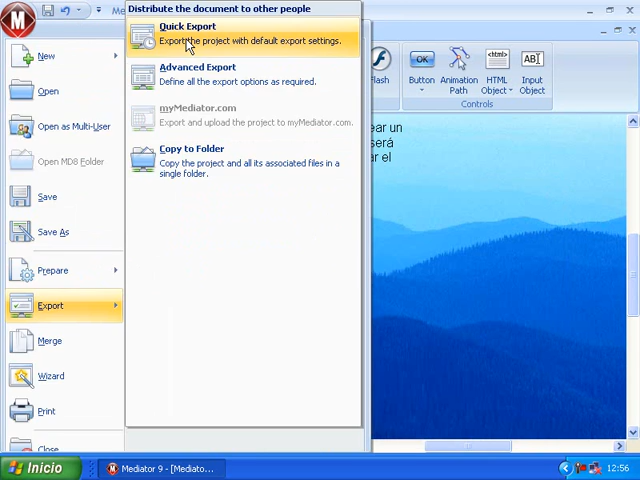 Me
Distribute the document to other people
Quick Export
Export the project with default export settings.
Advanced Export
Define all the export options as required.
myMediator.com
Export and upload the project to myMediator.com.
Copy to Folder
Copy the project and all its associated files in a
single folder.
New
Open
Open as Multi-User
Open MD8 Folder
Save
Save As
Prepare
Export
Merge
Wizard
Print
Close
Flash
OK
Button
Animation
Path
<html>
HTML
Object
AB
Input
Object
Controls
ear un
será
ar el
Inicio
Mediator 9 - [Mediato...
12:56